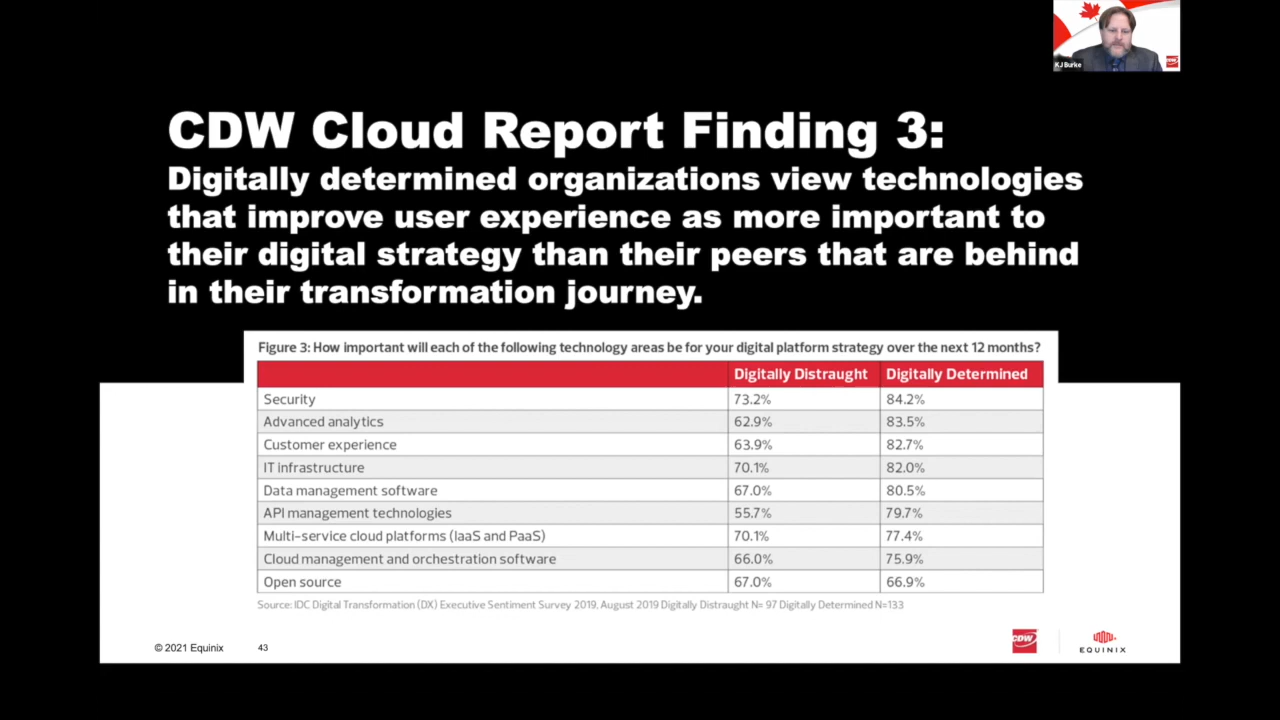 KJ Burke
CDW
CDW Cloud Report Finding 3:
Digitally determined organizations view technologies
that improve user experience as more important to
their digital strategy than their peers that are behind
in their transformation journey.
Figure 3: How important will each of the following technology areas be for your digital platform strategy over the next 12 months?
Digitally Distraught Digitally Determined
Security 73.2% 84.2%
Advanced analytics 62.9% 83.5%
Customer experience 63.9% 82.7%
IT infrastructure 70.1% 82.0%
Data management software 67.0% 80.5%
API management technologies 55.7% 79.7%
Multi-service cloud platforms (IaaS and PaaS) 70.1% 77.4%
Cloud management and orchestration software 66.0% 75.9%
Open source 67.0% 66.9%
Source: IDC Digital Transformation (DX) Executive Sentiment Survey 2019, August 2019 Digitally Distraught N= 97 Digitally Determined N=133
© 2021 Equinix 43
CDW
EQUINIX